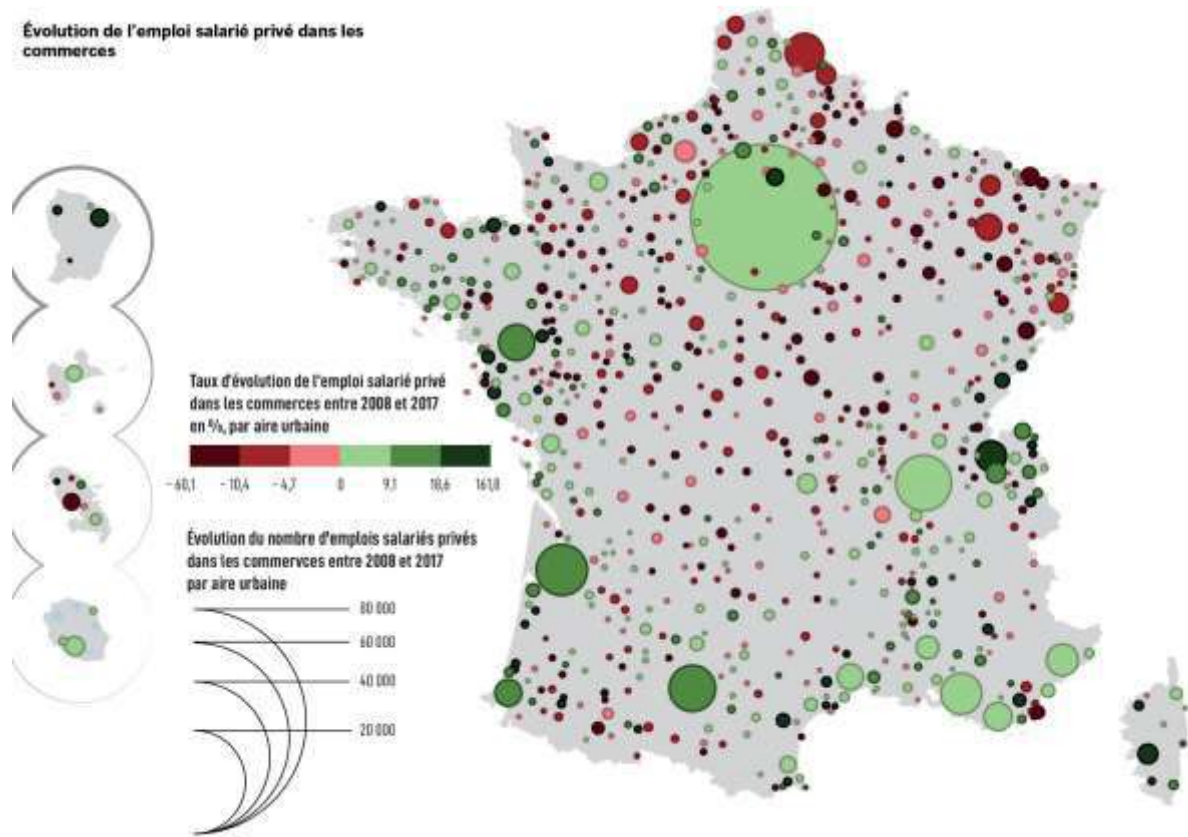 Évolution de l'emploi salarié privé dans les
commerces
Taux d'évolution de l'emploi salarié privé
dans les commerces entre 2008 et 2017
en %, par aire urbaine
−60,1 −10,4 −4,7 0 9,1 18,6 161,8
Évolution du nombre d'emplois salariés privés
dans les commervces entre 2008 et 2017
par aire urbaine
80 000
60 000
40 000
20 000